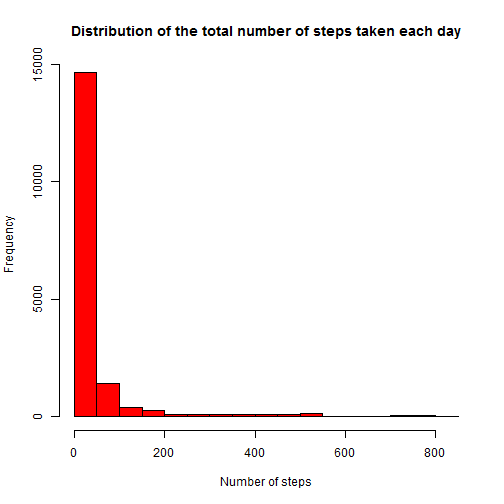 Distribution of the total number of steps taken each day
15000
10000
5000
0
Frequency
0 200 400 600 800
Number of steps